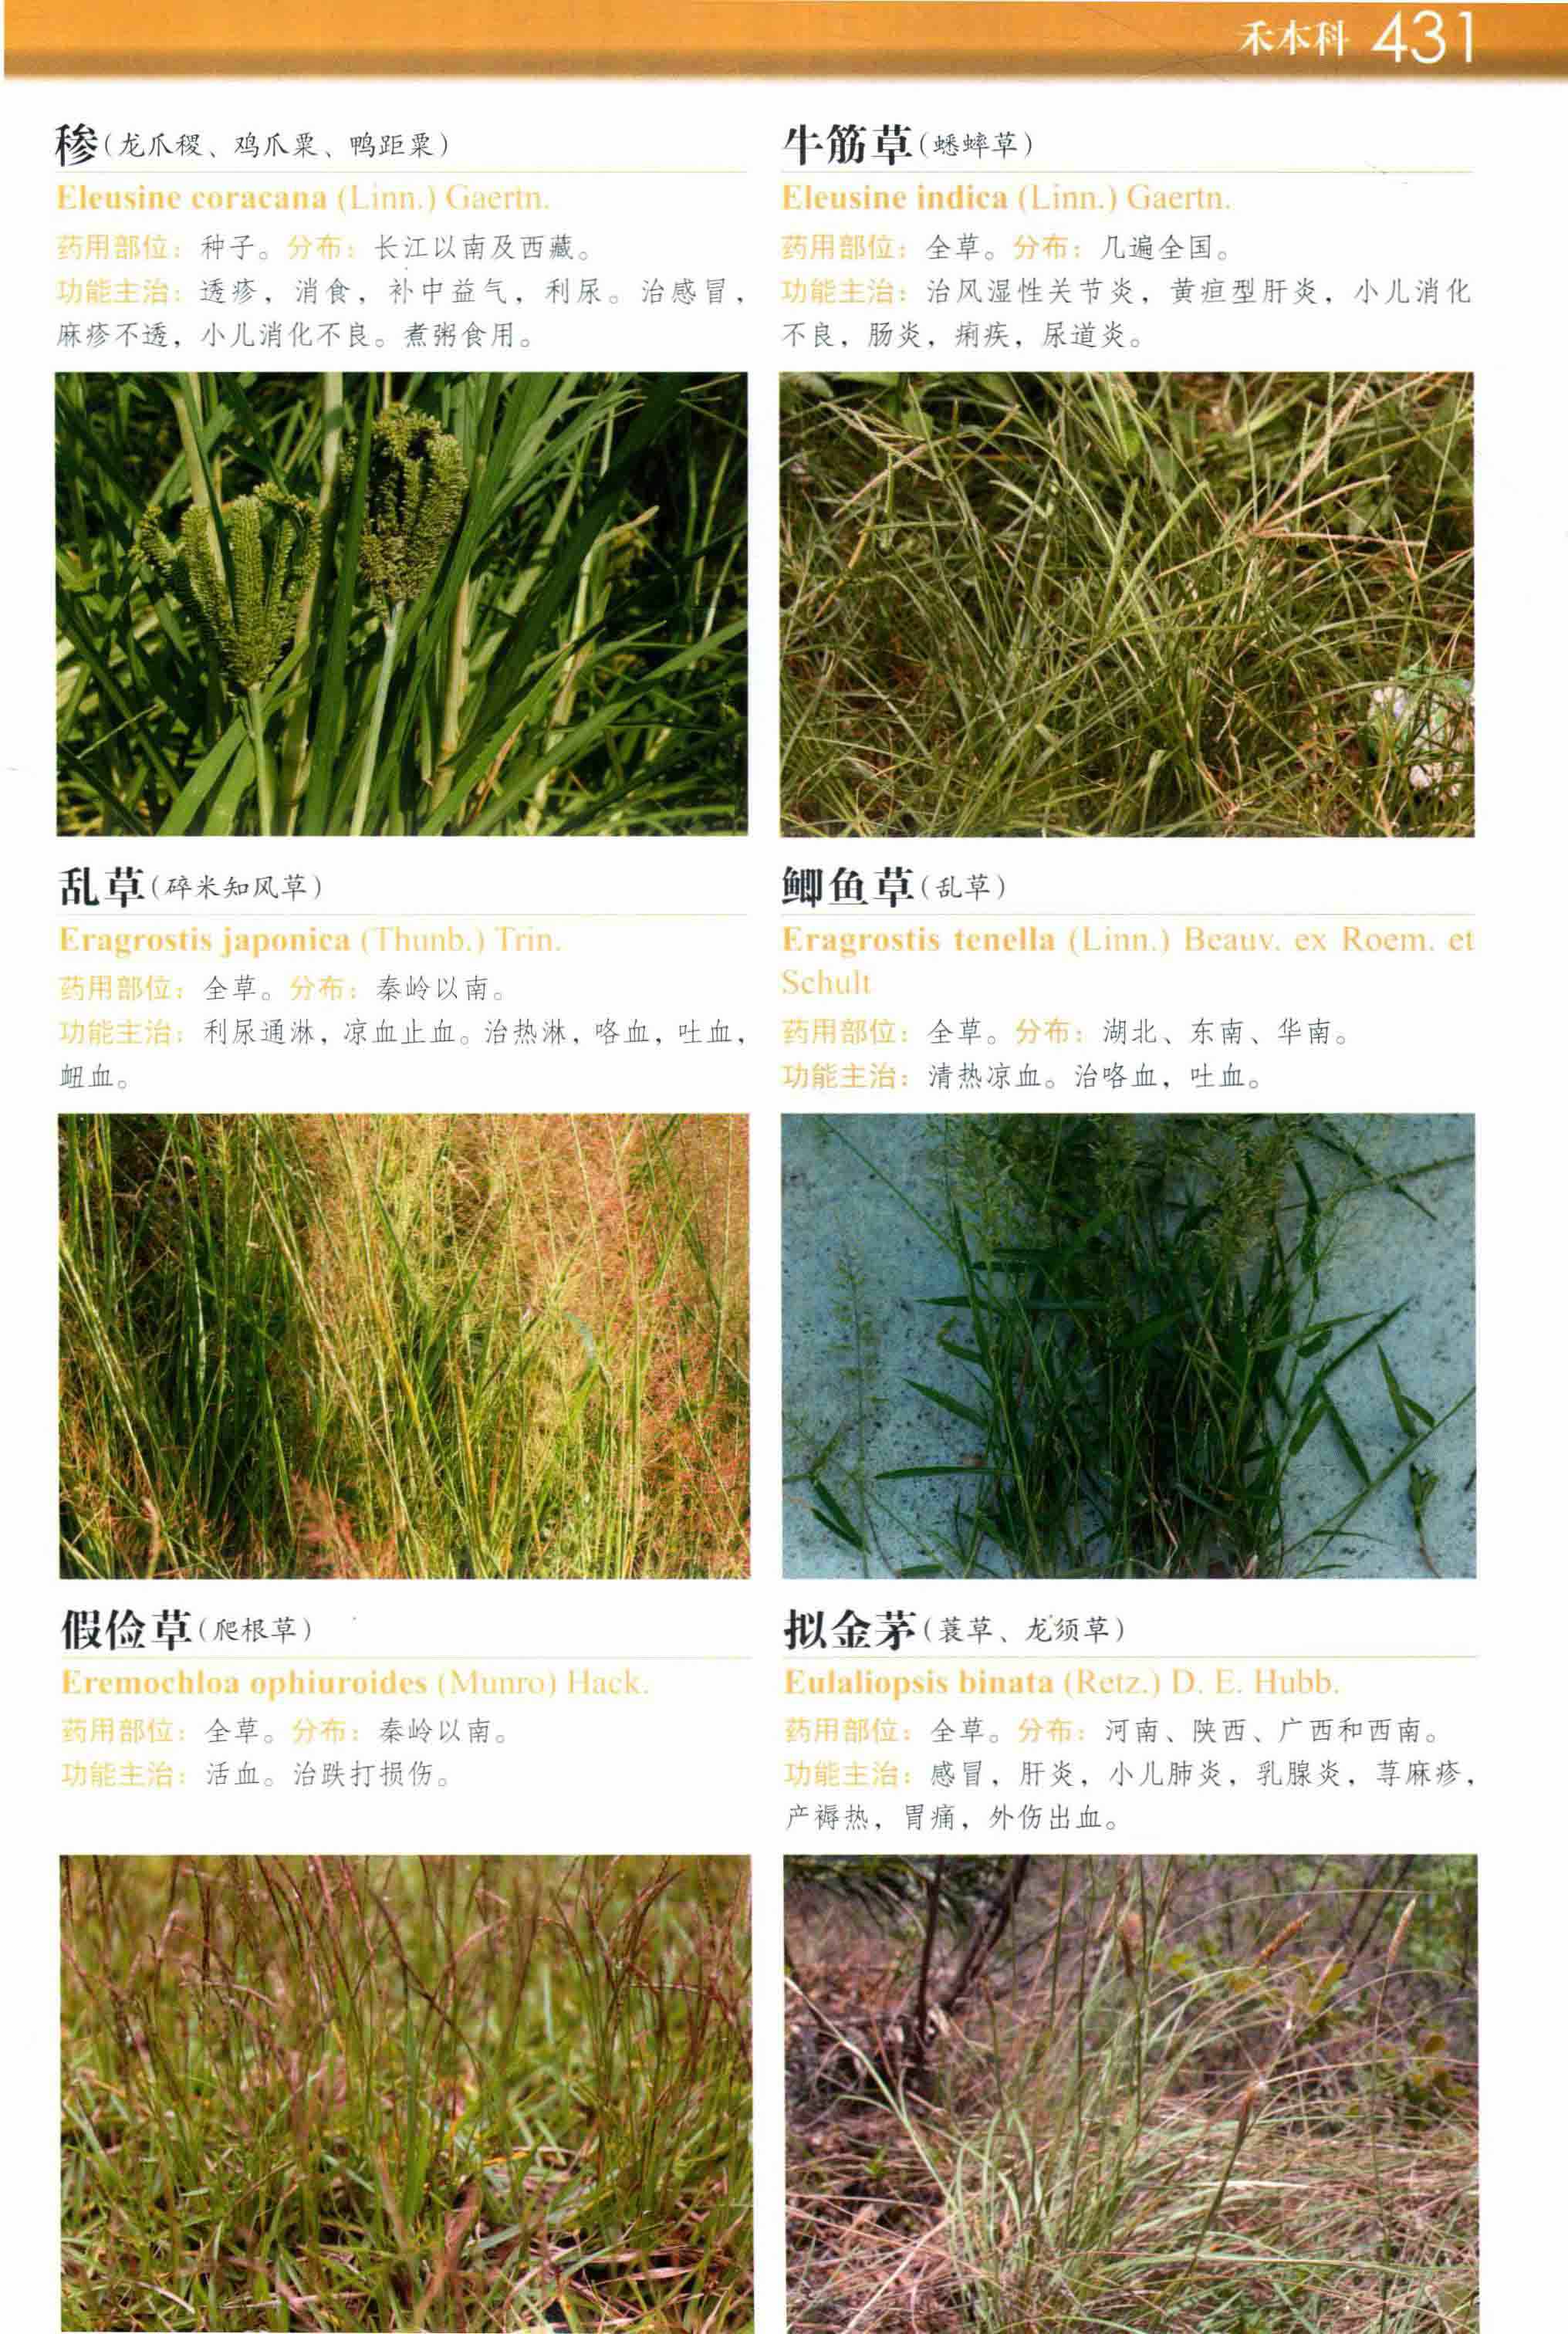 禾本科 431
穇(龙爪稷、鸡爪粟、鸭距粟)
Eleusine coracana (Linn.) Gaertn.
药用部位：种子。分布：长江以南及西藏。
功能主治：透疹，消食，补中益气，利尿。治感冒，
麻疹不透，小儿消化不良。煮粥食用。
牛筋草(蟋蟀草)
Eleusine indica (Linn.) Gaertn.
药用部位：全草。分布：几遍全国。
功能主治：治风湿性关节炎，黄疸型肝炎，小儿消化
不良，肠炎，痢疾，尿道炎。
乱草(碎米知风草)
Eragrostis japonica (Thunb.) Trin.
药用部位：全草。分布：秦岭以南。
功能主治：利尿通淋，凉血止血。治热淋，咯血，吐血，
衄血。
鲫鱼草(乱草)
Eragrostis tenella (Linn.) Beauv. ex Roem. et
Schult
药用部位：全草。分布：湖北、东南、华南。
功能主治：清热凉血。治咯血，吐血。
假俭草(爬根草)
Eremochloa ophiuroides (Munro) Hack.
药用部位：全草。分布：秦岭以南。
功能主治：活血。治跌打损伤。
拟金茅(蓑草、龙须草)
Eulaliopsis binata (Retz.) D. E. Hubb.
药用部位：全草。分布：河南、陕西、广西和西南。
功能主治：感冒，肝炎，小儿肺炎，乳腺炎，荨麻疹，
产褥热，胃痛，外伤出血。